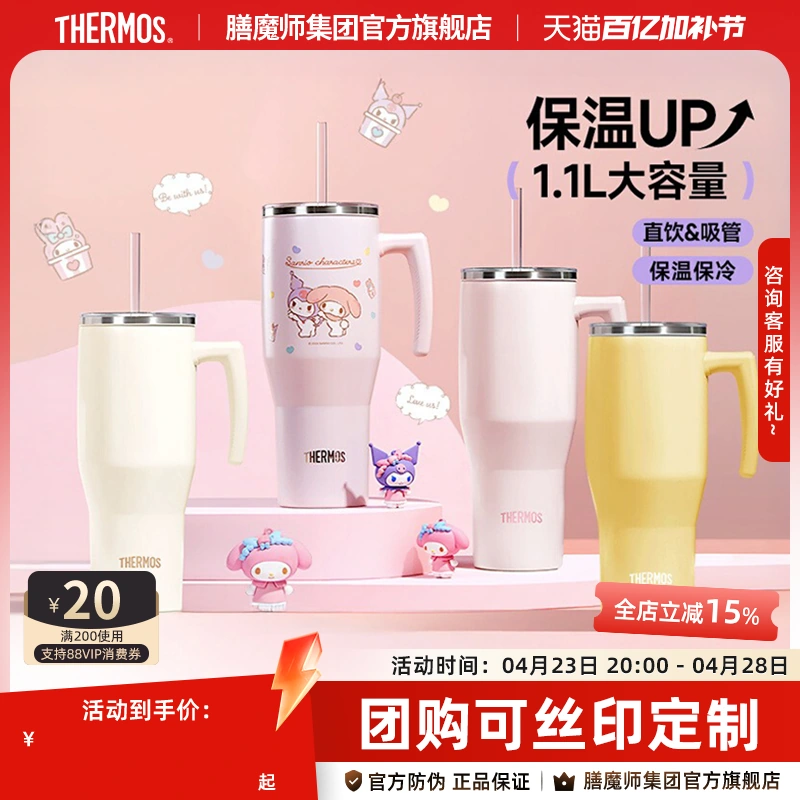 THERMOS®
膳魔师集团官方旗舰店
天猫百亿加补节
保温UP
1.1L大容量
直饮&吸管
保温保冷
咨询客服有好礼~
Be with us!
Sanrio characters
Live us!
THERMOS
THERMOS
THERMOS
THERMOS
¥20
满200使用
支持88VIP消费券
全店立减15%
活动时间：04月23日 20:00 - 04月28日
活动到手价：
¥
起
团购可丝印定制
官方防伪 正品保证
膳魔师集团官方旗舰店